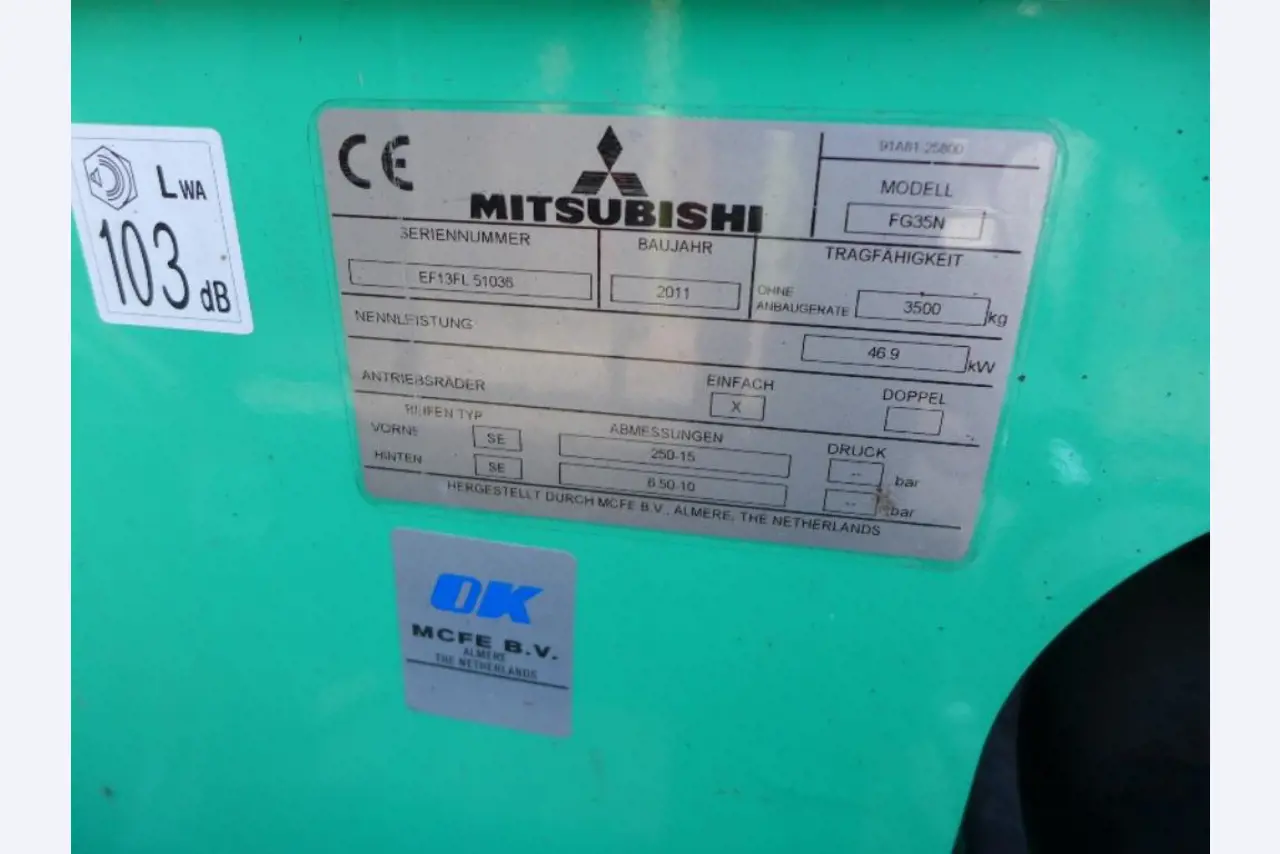 LWA
103 dB
CE
MITSUBISHI
91A81-25800
MODELL
FG35N
SERIENNUMMER
EF13FL 51036
BAUJAHR
2011
TRAGFÄHIGKEIT
OHNE
ANBAUGERATE 3500 kg
NENNLEISTUNG 46.9 kW
ANTRIEBSRÄDER EINFACH X DOPPEL
REIFEN TYP ABMESSUNGEN DRUCK
VORNE SE 250-15 -- bar
HINTEN SE 6.50-10 -- bar
HERGESTELLT DURCH MCFE B.V., ALMERE, THE NETHERLANDS
OK
MCFE B.V.
ALMERE
THE NETHERLANDS